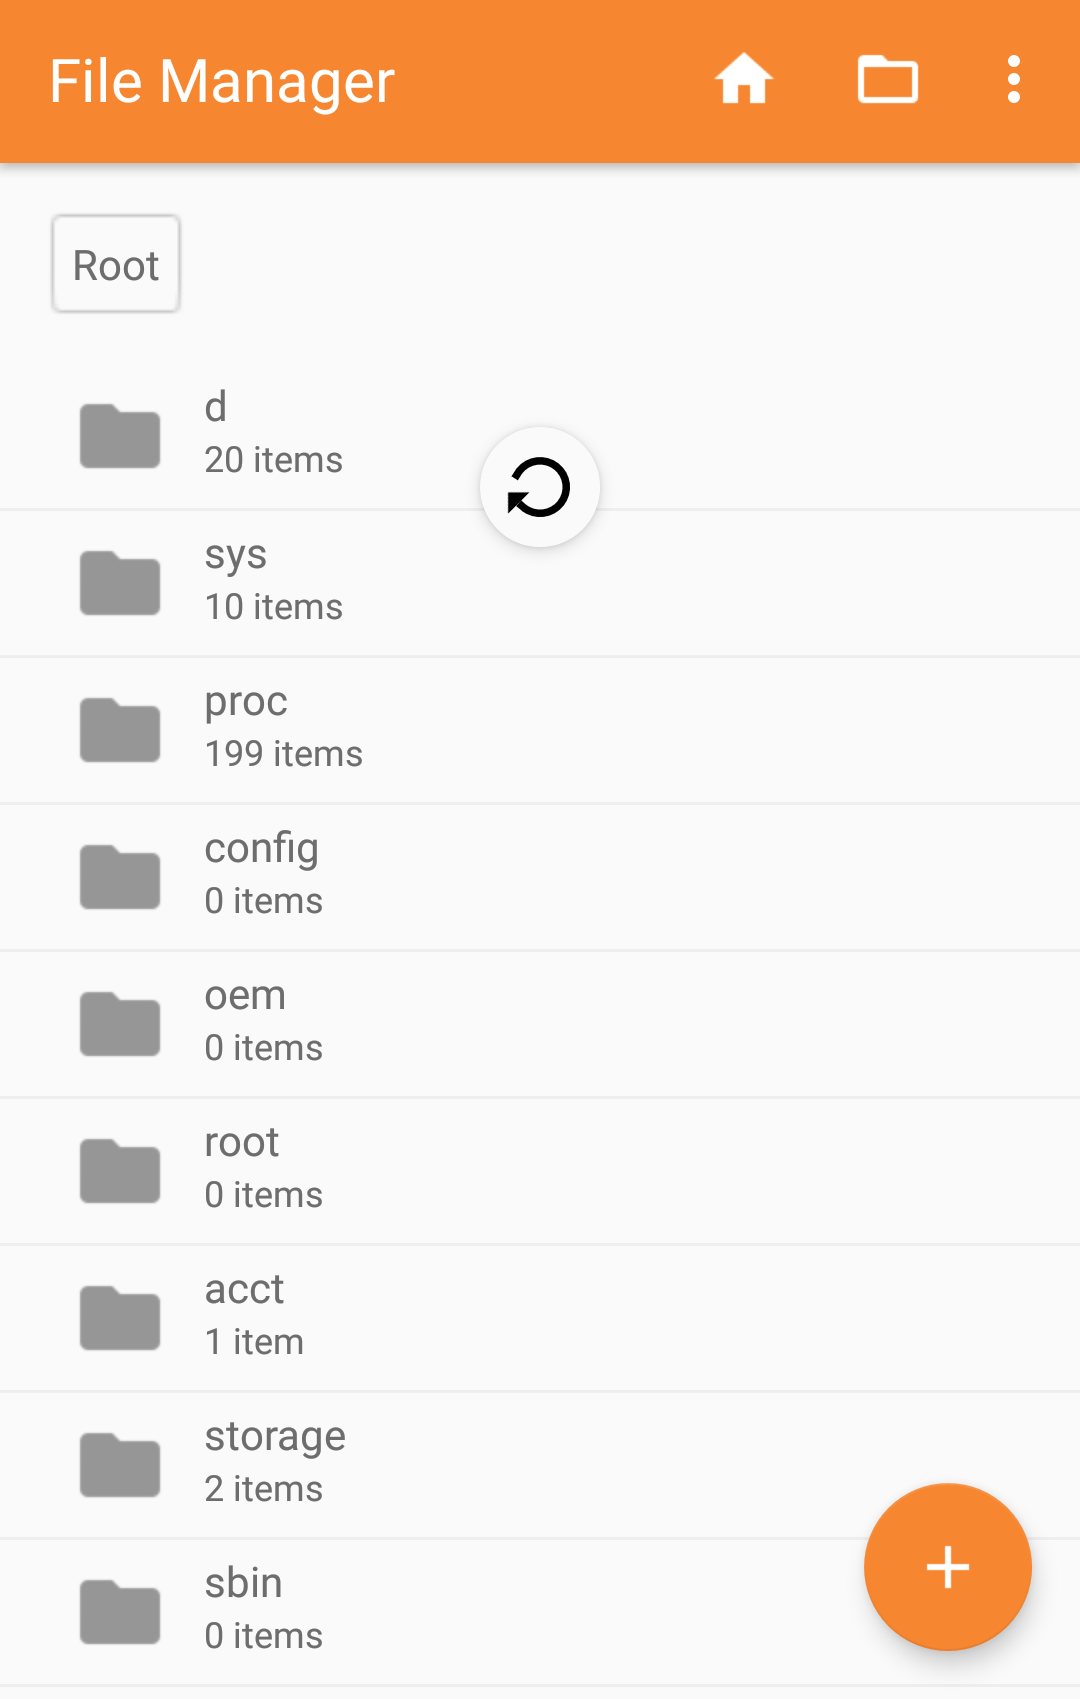 File Manager
Root
d
20 items
sys
10 items
proc
199 items
config
0 items
oem
0 items
root
0 items
acct
1 item
storage
2 items
sbin
0 items